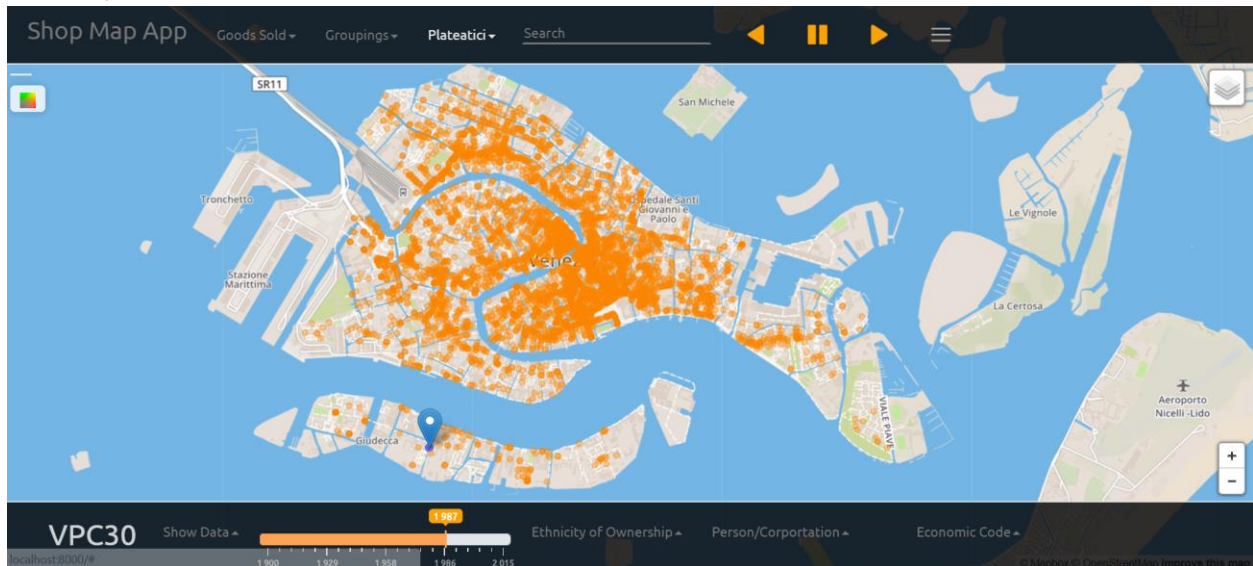 Shop Map App
Goods Sold
Groupings
Plateatici
Search
SR11
San Michele
Tronchetto
Ospedale Santi
Giovanni e
Paolo
Le Vignole
Stazione
Marittima
La Certosa
Aeroporto
Nicelli -Lido
VIALE PIAVE
Giudecca
+
-
VPC30
Show Data
1 987
Ethnicity of Ownership
Person/Corportation
Economic Code
localhost:8000/#
1 900 1 929 1 958 1 986 2 015
© Mapbox © OpenStreetMap Improve this map